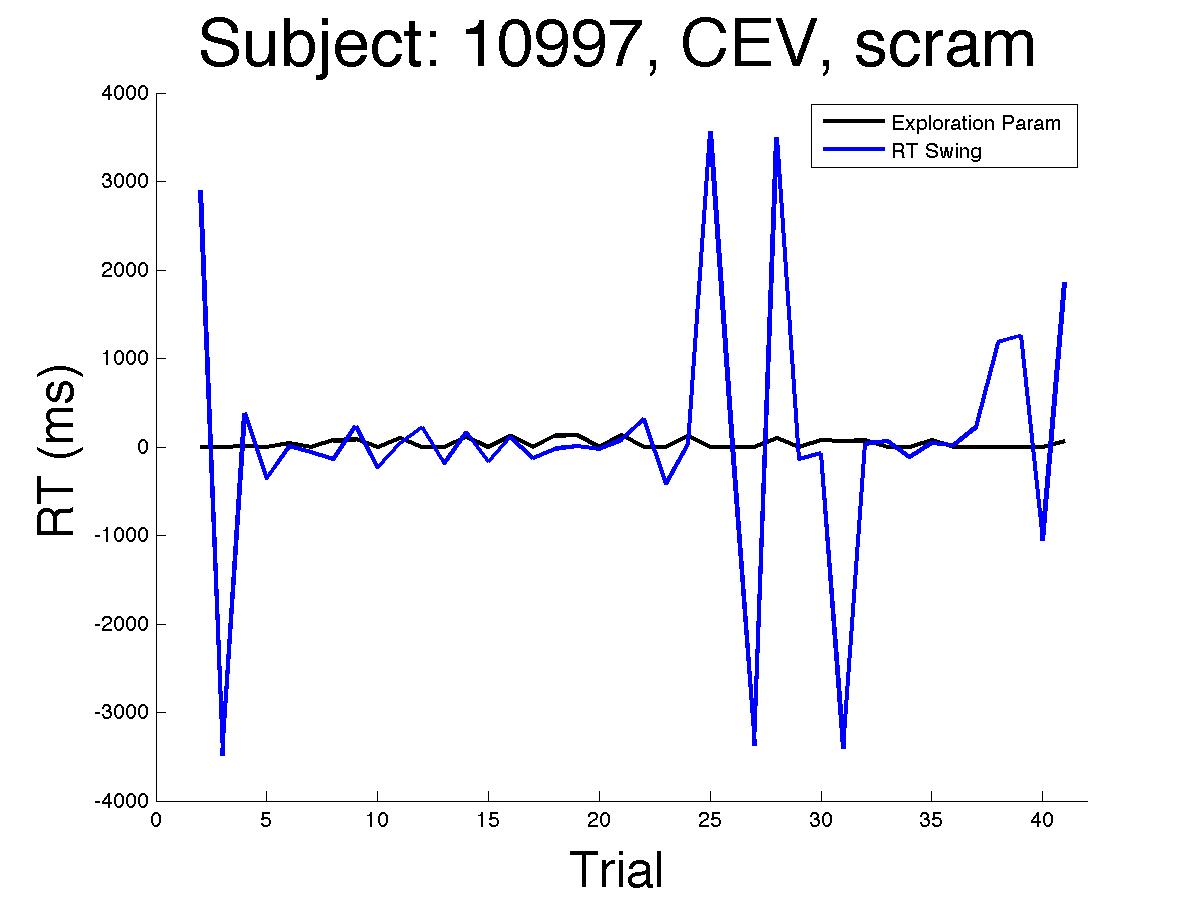 Subject: 10997, CEV, scram
4000
3000
2000
1000
0
-1000
-2000
-3000
-4000
RT (ms)
Exploration Param
RT Swing
0 5 10 15 20 25 30 35 40
Trial